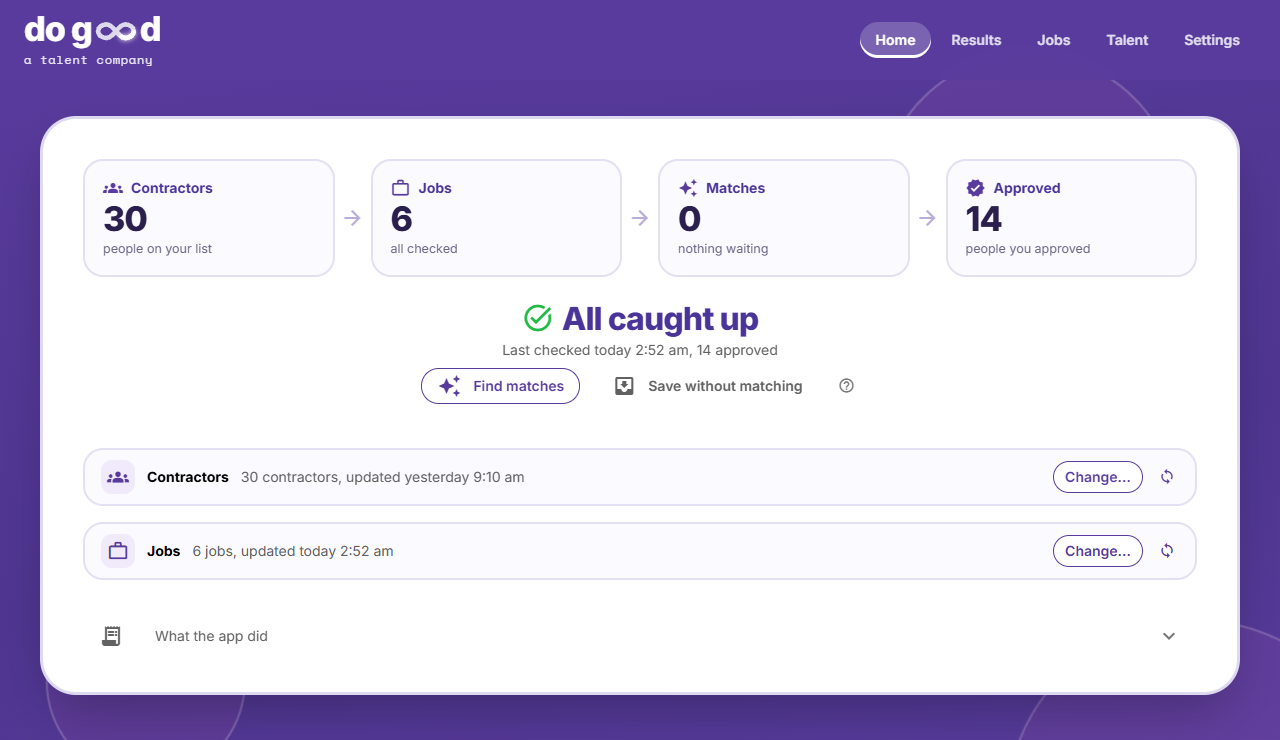 do good
a talent company
Home
Results
Jobs
Talent
Settings
Contractors
30
people on your list
Jobs
6
all checked
Matches
0
nothing waiting
Approved
14
people you approved
All caught up
Last checked today 2:52 am, 14 approved
Find matches
Save without matching
Contractors 30 contractors, updated yesterday 9:10 am
Change...
Jobs 6 jobs, updated today 2:52 am
Change...
What the app did